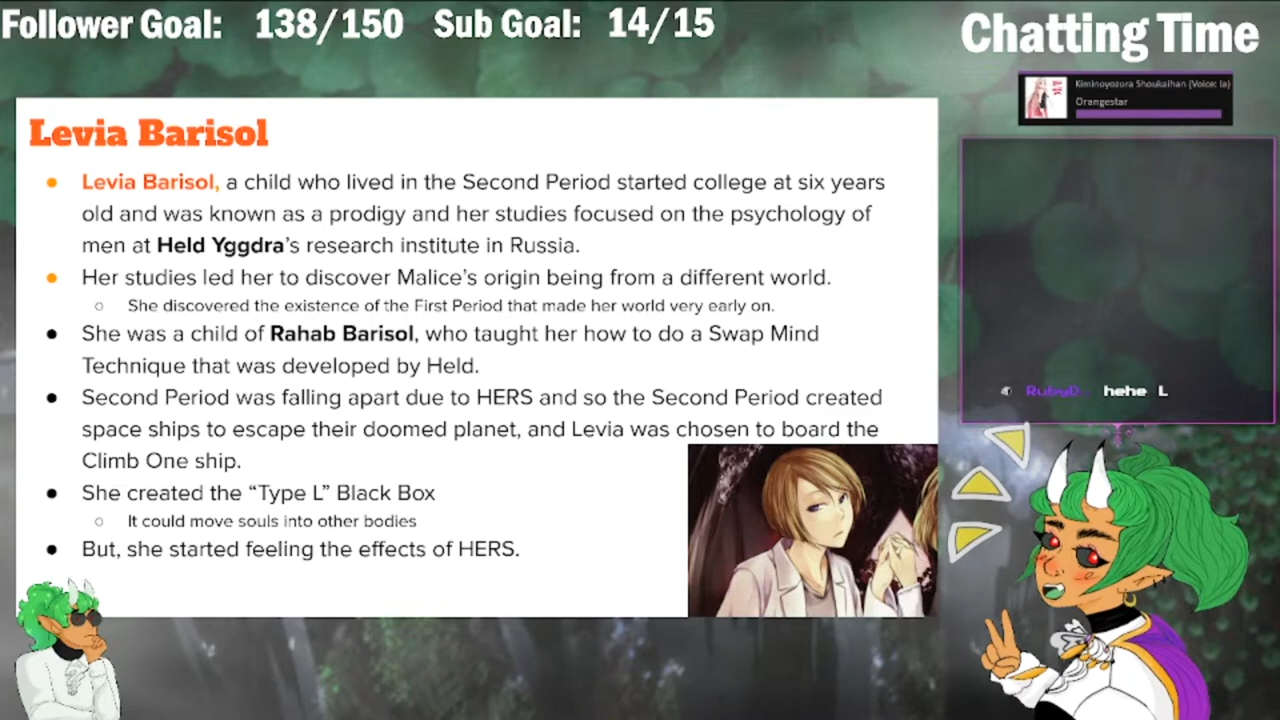 Follower Goal: 138/150 Sub Goal: 14/15
Chatting Time
Kiminoyozora Shoukaihan (Voice: Ia)
Orangestar
Levia Barisol
• Levia Barisol, a child who lived in the Second Period started college at six years
old and was known as a prodigy and her studies focused on the psychology of
men at Held Yggdra's research institute in Russia.
• Her studies led her to discover Malice's origin being from a different world.
○ She discovered the existence of the First Period that made her world very early on.
• She was a child of Rahab Barisol, who taught her how to do a Swap Mind
Technique that was developed by Held.
• Second Period was falling apart due to HERS and so the Second Period created
space ships to escape their doomed planet, and Levia was chosen to board the
Climb One ship.
• She created the “Type L” Black Box
○ It could move souls into other bodies
• But, she started feeling the effects of HERS.
RubyD. hehe L